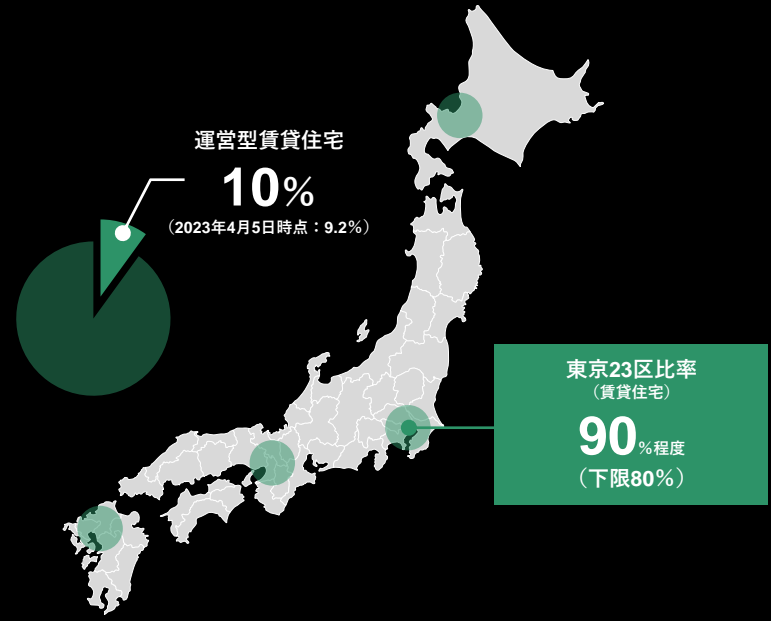 運営型賃貸住宅
10%
（2023年4月5日時点：9.2%）
東京23区比率
（賃貸住宅）
90%程度
（下限80%）